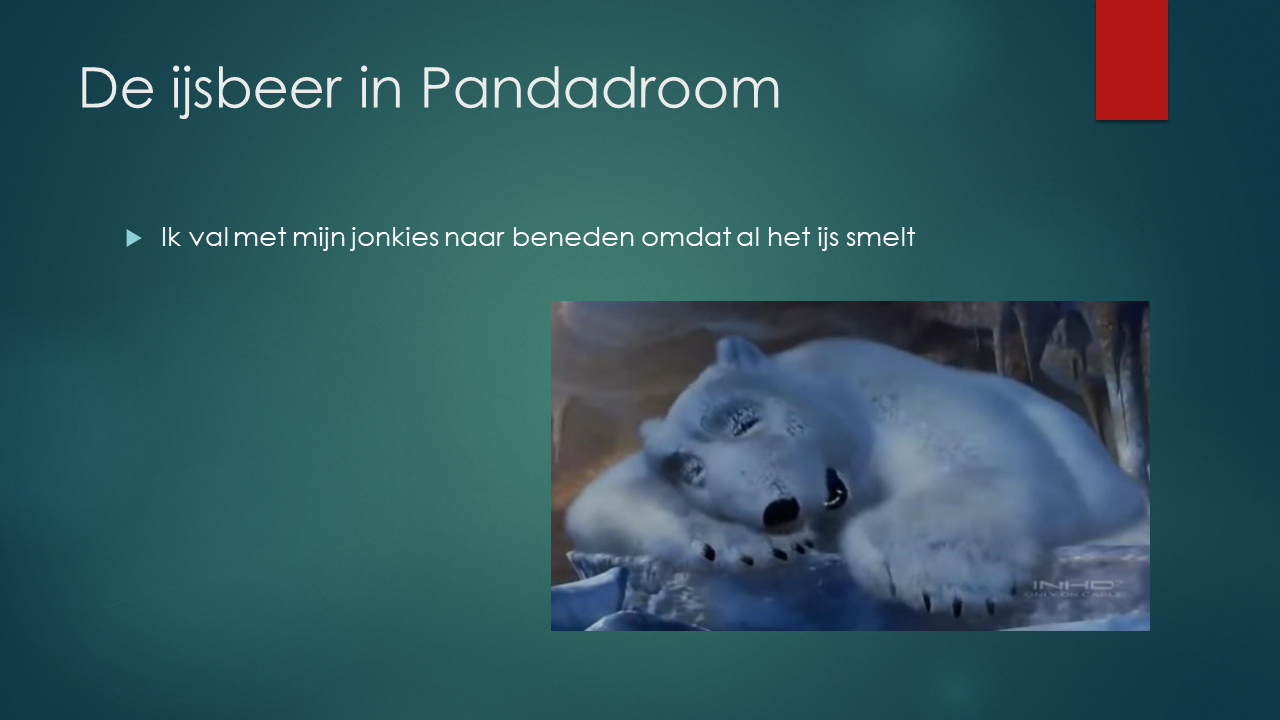 De ijsbeer in Pandadroom
Ik val met mijn jonkies naar beneden omdat al het ijs smelt
INHD
ONLY ON CABLE